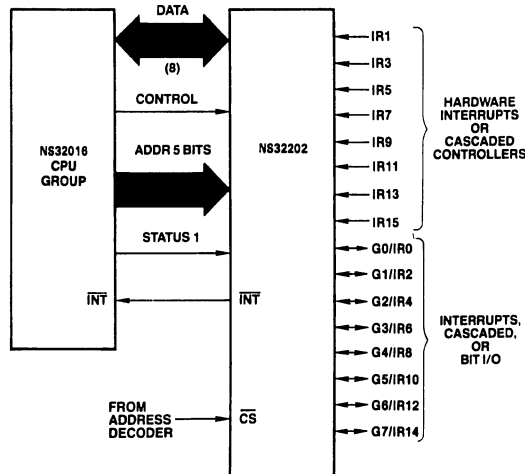 DATA
(8)
CONTROL
NS32016
CPU
GROUP
ADDR 5 BITS
STATUS 1
INT
INT
NS32202
FROM
ADDRESS
DECODER
CS
IR1
IR3
IR5
IR7
IR9
IR11
IR13
IR15
G0/IR0
G1/IR2
G2/IR4
G3/IR6
G4/IR8
G5/IR10
G6/IR12
G7/IR14
HARDWARE
INTERRUPTS
OR
CASCADED
CONTROLLERS
INTERRUPTS,
CASCADED,
OR
BIT I/O